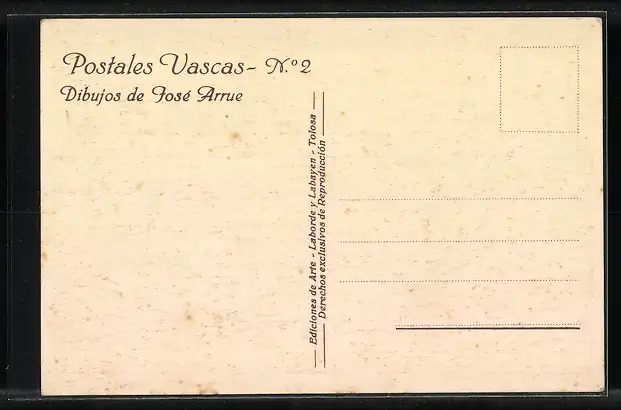 Postales Vascas- N.º 2
Dibujos de José Arrue
Ediciones de Arte - Laborde y Labayen - Tolosa
Derechos exclusivos de Reproducción